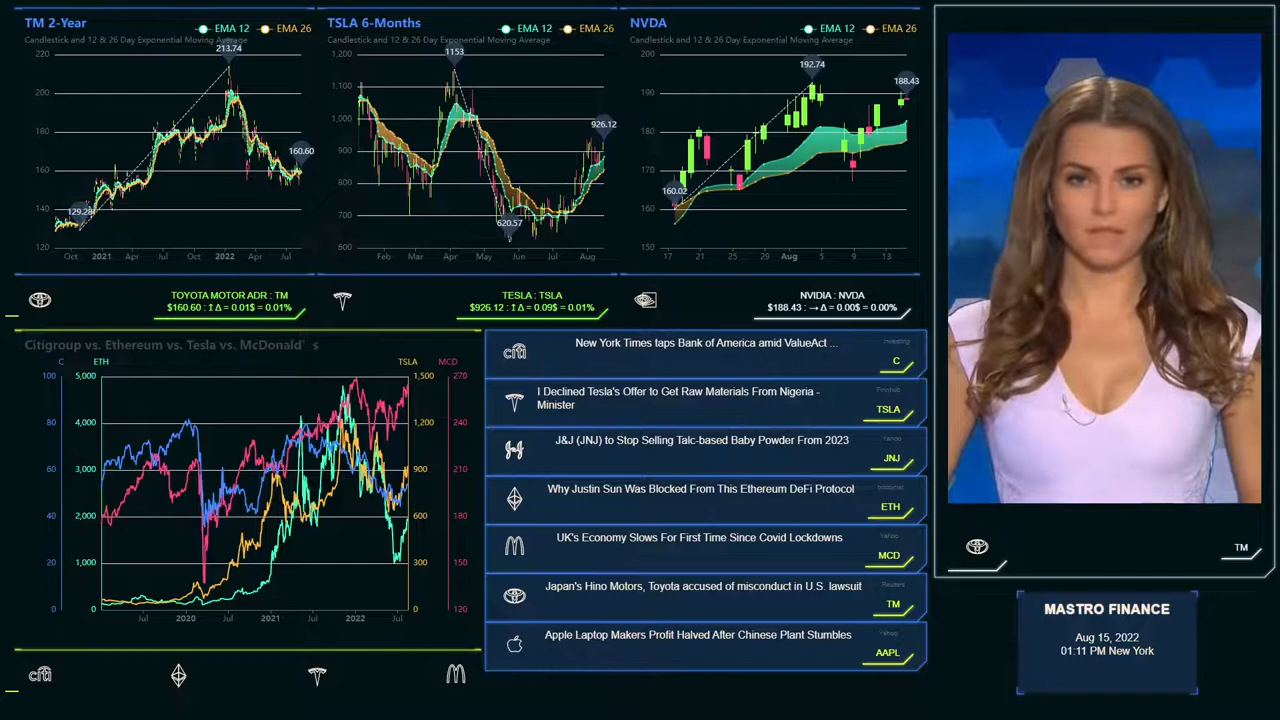 TM 2-Year
EMA 12
EMA 26
Candlestick and 12 & 26 Day Exponential Moving Average
213.74
220
200
180
160
140
120
160.60
129.28
Oct
2021
Apr
Jul
Oct
2022
Apr
Jul
TSLA 6-Months
EMA 12
EMA 26
Candlestick and 12 & 26 Day Exponential Moving Average
1153
1,200
1,100
1,000
900
800
700
600
926.12
620.57
Feb
Mar
Apr
May
Jun
Jul
Aug
NVDA
EMA 12
EMA 26
Candlestick and 12 & 26 Day Exponential Moving Average
192.74
200
190
180
170
160
150
188.43
160.02
17
21
25
29
Aug
5
9
13
TOYOTA MOTOR ADR : TM
$160.60 : ↥ Δ = 0.01$ = 0.01%
TESLA : TSLA
$926.12 : ↥ Δ = 0.09$ = 0.01%
NVIDIA : NVDA
$188.43 : → Δ = 0.00$ = 0.00%
Citigroup vs. Ethereum vs. Tesla vs. McDonald' s
C
ETH
TSLA
MCD
100
80
60
40
20
0
5,000
4,000
3,000
2,000
1,000
0
1,500
1,200
900
600
300
0
270
240
210
180
150
120
Jul
2020
Jul
2021
Jul
2022
Jul
citi
citi
New York Times taps Bank of America amid ValueAct ...
Investing
C
I Declined Tesla's Offer to Get Raw Materials From Nigeria -
Minister
Finnhub
TSLA
J&J (JNJ) to Stop Selling Talc-based Baby Powder From 2023
Yahoo
JNJ
Why Justin Sun Was Blocked From This Ethereum DeFi Protocol
ETH
UK's Economy Slows For First Time Since Covid Lockdowns
Yahoo
MCD
Japan's Hino Motors, Toyota accused of misconduct in U.S. lawsuit
Reuters
TM
Apple Laptop Makers Profit Halved After Chinese Plant Stumbles
Yahoo
AAPL
TM
MASTRO FINANCE
Aug 15, 2022
01:11 PM New York